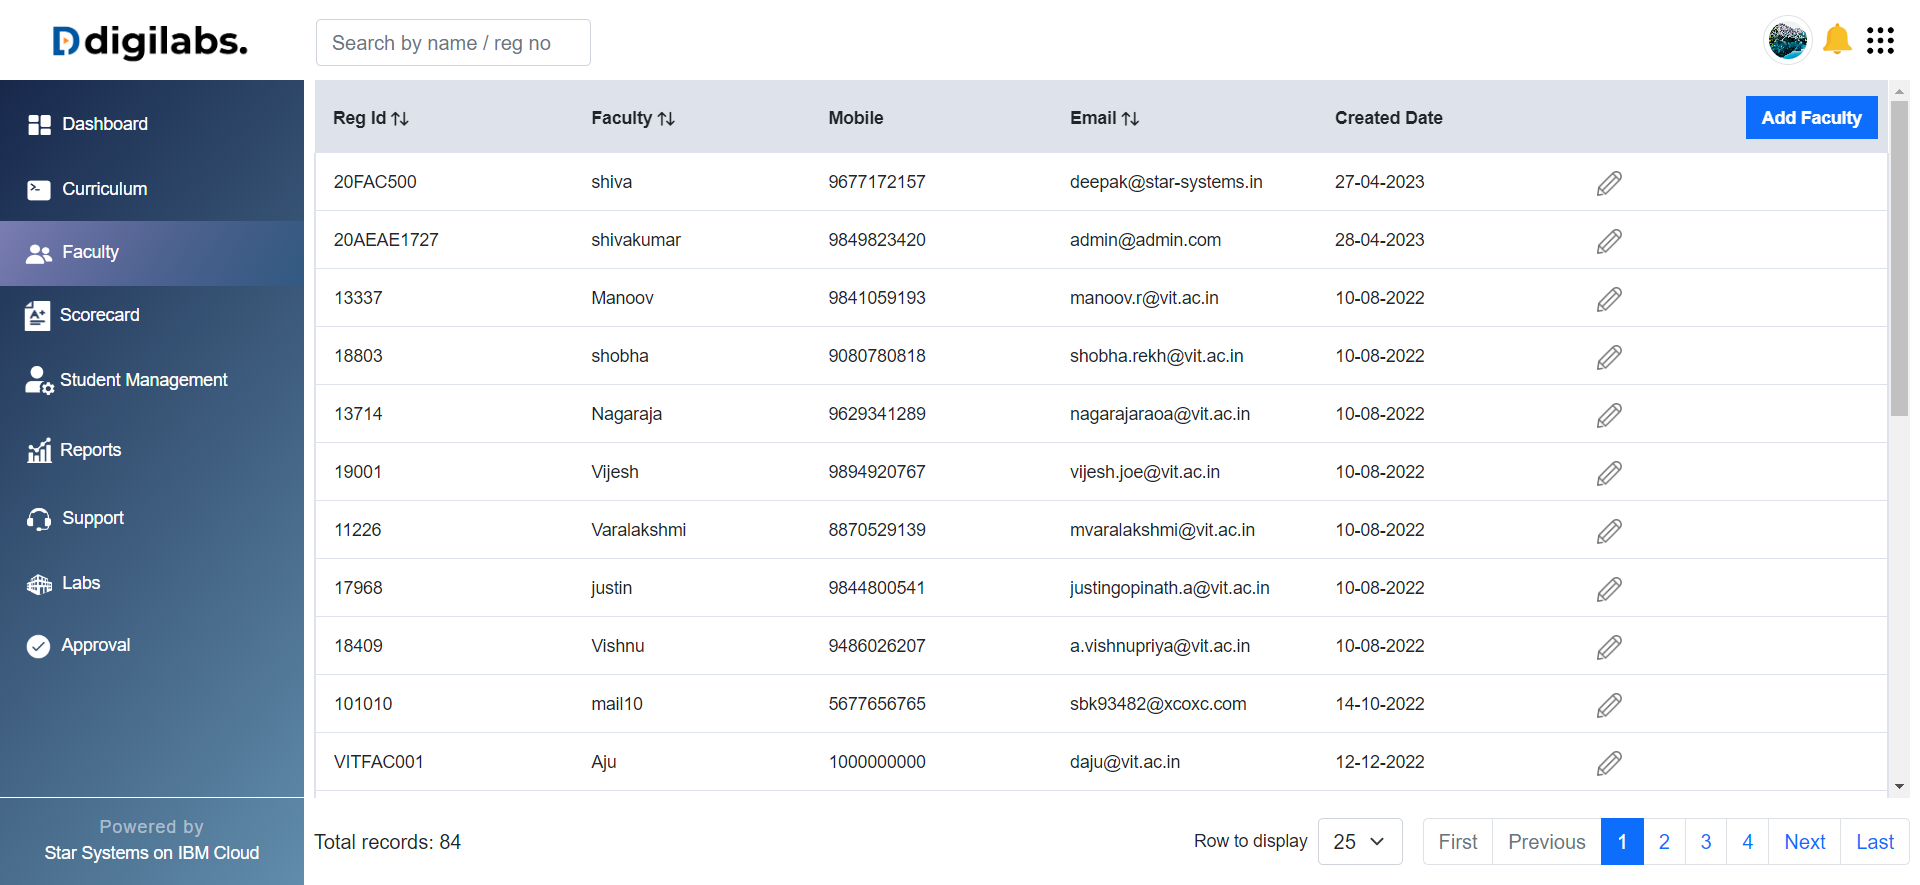 digilabs.
Search by name / reg no
Dashboard
Curriculum
Faculty
Scorecard
Student Management
Reports
Support
Labs
Approval
Powered by
Star Systems on IBM Cloud
Reg Id Faculty Mobile Email Created Date Add Faculty
20FAC500 shiva 9677172157 deepak@star-systems.in 27-04-2023
20AEAE1727 shivakumar 9849823420 admin@admin.com 28-04-2023
13337 Manoov 9841059193 manoov.r@vit.ac.in 10-08-2022
18803 shobha 9080780818 shobha.rekh@vit.ac.in 10-08-2022
13714 Nagaraja 9629341289 nagarajaraoa@vit.ac.in 10-08-2022
19001 Vijesh 9894920767 vijesh.joe@vit.ac.in 10-08-2022
11226 Varalakshmi 8870529139 mvaralakshmi@vit.ac.in 10-08-2022
17968 justin 9844800541 justingopinath.a@vit.ac.in 10-08-2022
18409 Vishnu 9486026207 a.vishnupriya@vit.ac.in 10-08-2022
101010 mail10 5677656765 sbk93482@xcoxc.com 14-10-2022
VITFAC001 Aju 1000000000 daju@vit.ac.in 12-12-2022
Total records: 84 Row to display 25 First Previous 1 2 3 4 Next Last